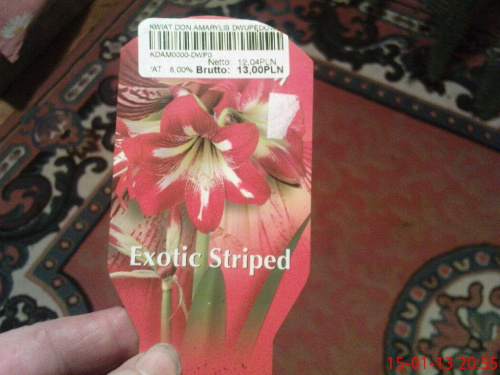 KWIAT DON AMARYLIS DWUPĘDOW
KDAM0000-DWP0
Netto: 12,04PLN
VAT: 8,00% Brutto: 13,00PLN
Exotic Striped
15-01-13 20:55